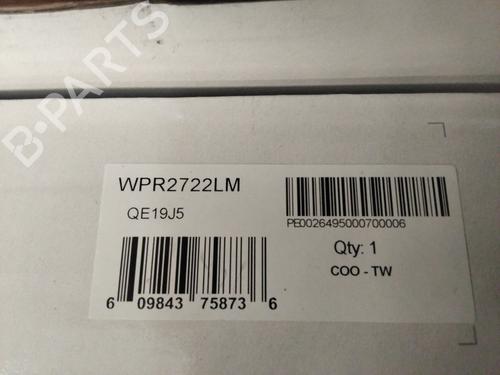 B-PARTS
WPR2722LM
QE19J5
PE0026495000700006
Qty: 1
COO - TW
6 09843 75873 6